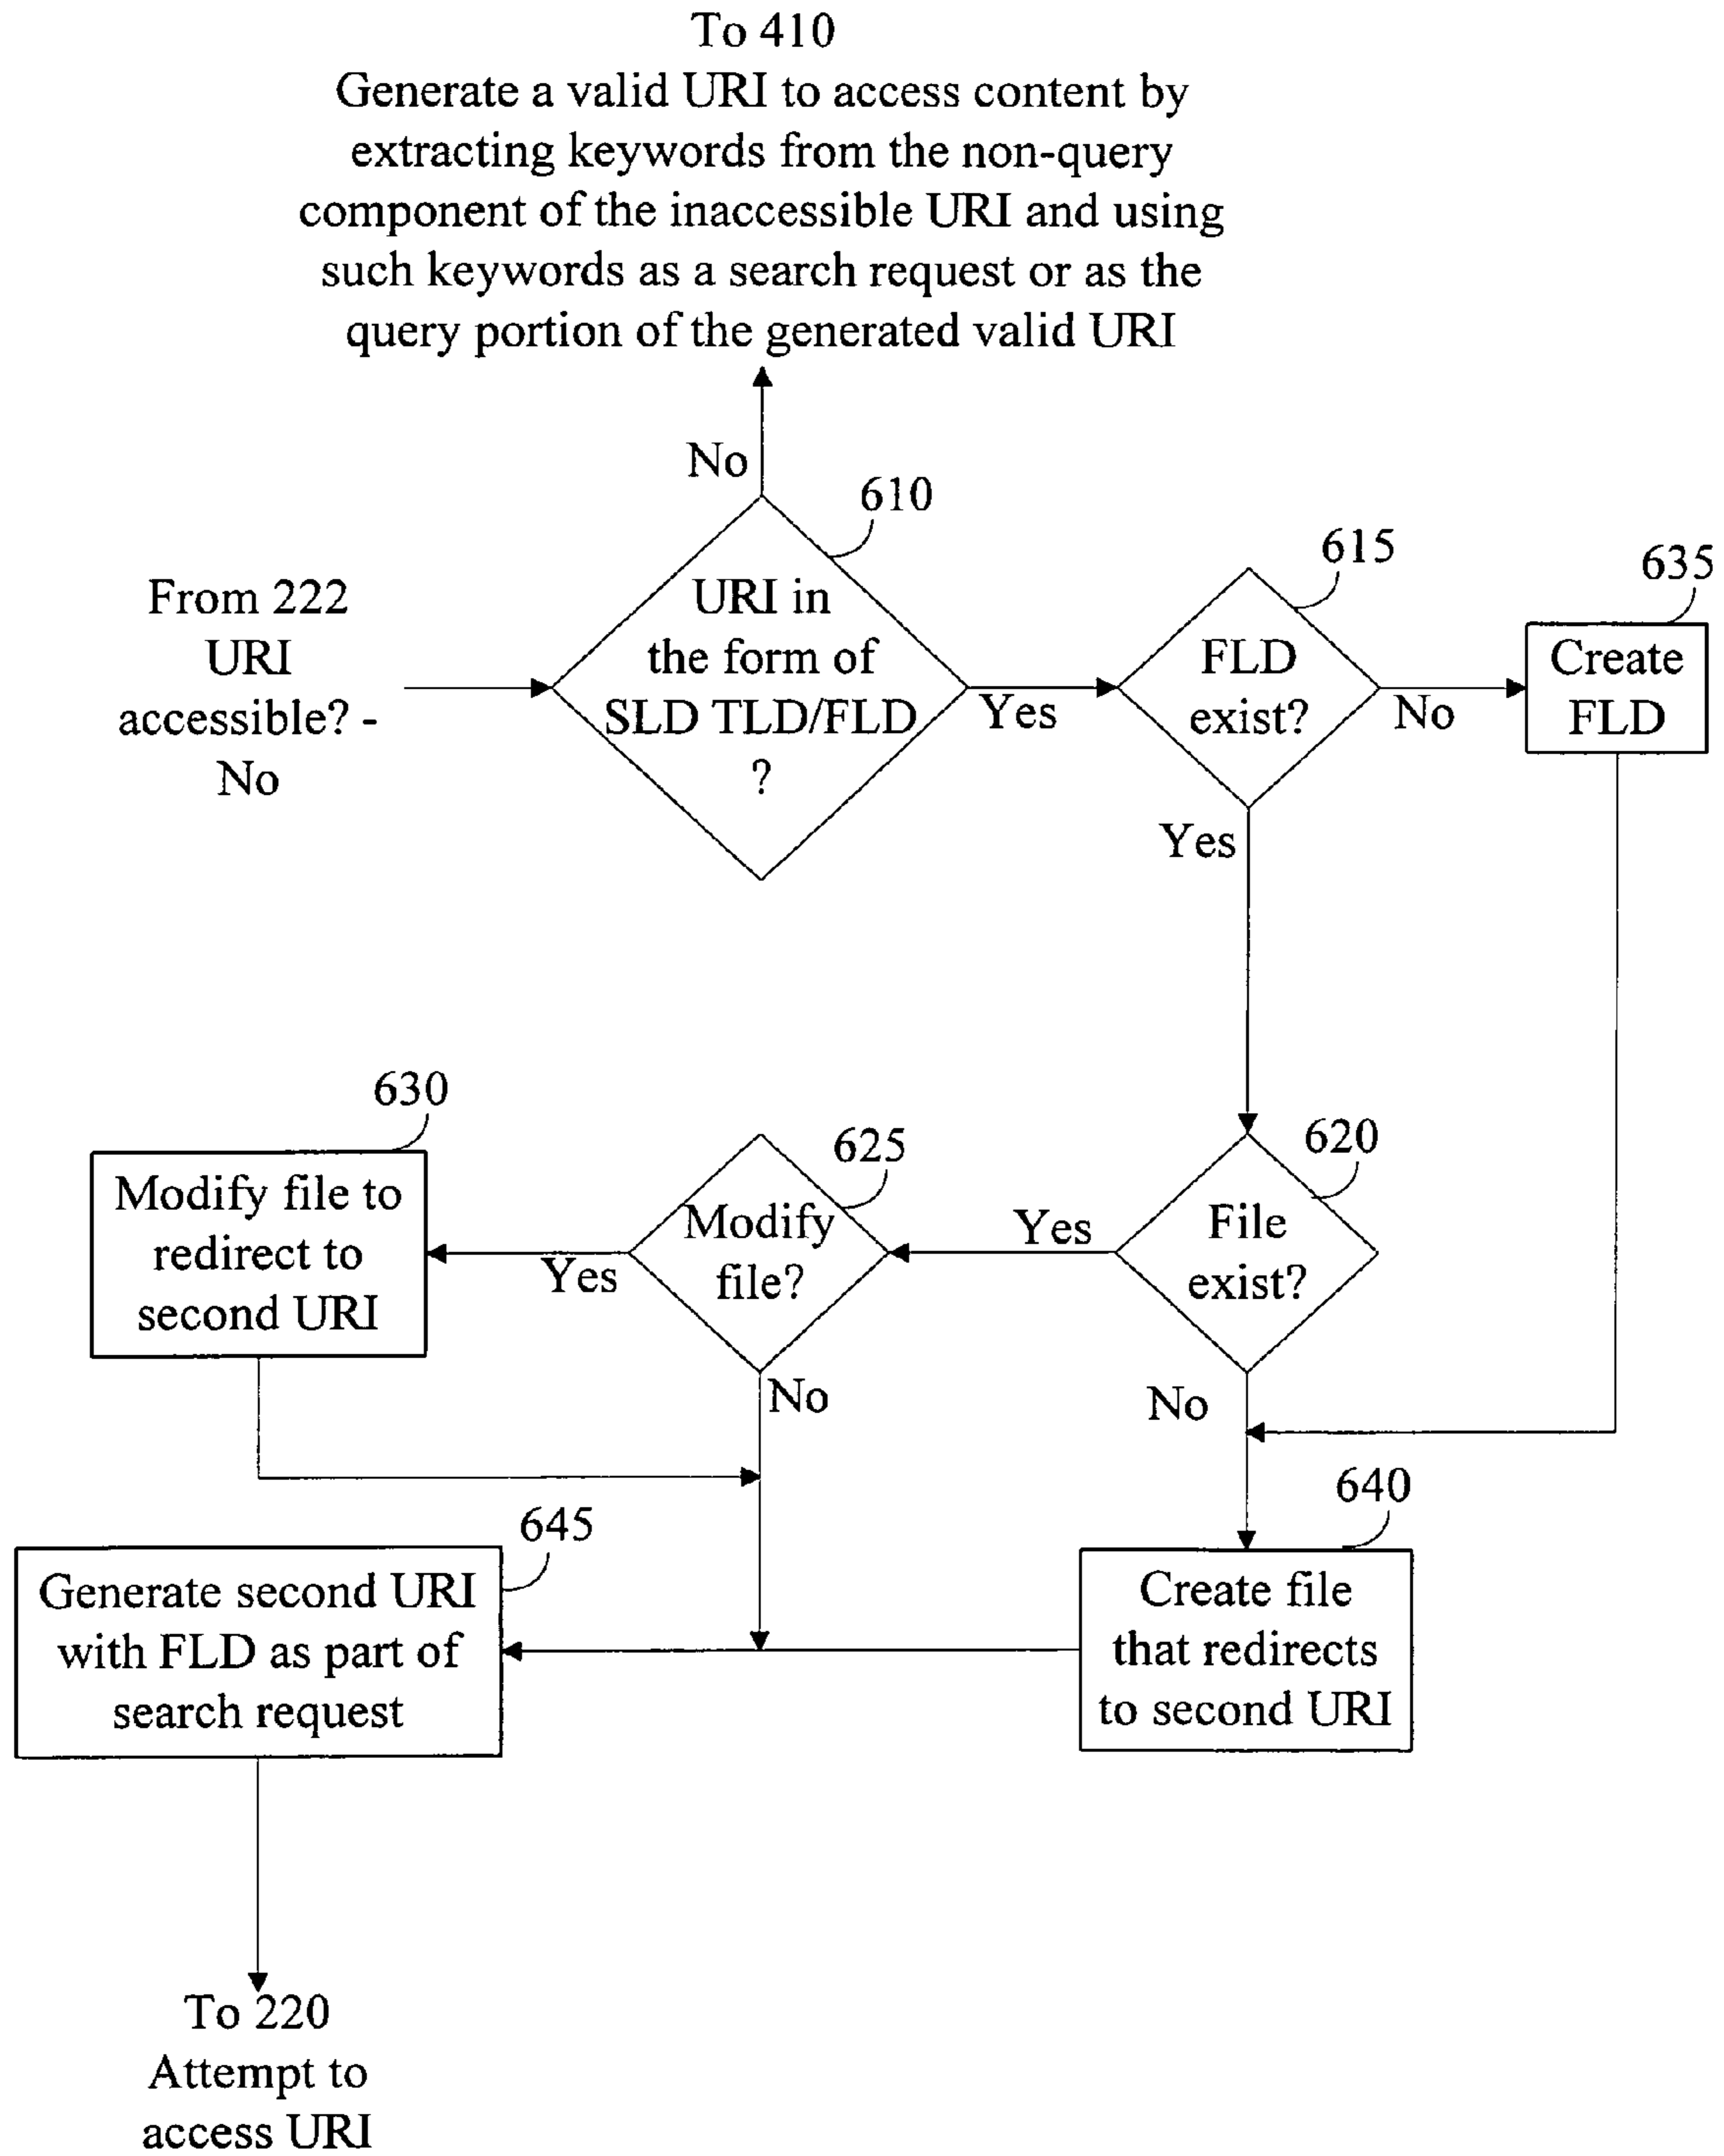 To 410
Generate a valid URI to access content by
extracting keywords from the non-query
component of the inaccessible URI and using
such keywords as a search request or as the
query portion of the generated valid URI
No
610
615
635
From 222
URI
accessible? -
No
URI in
the form of
SLD TLD/FLD
?
Yes
FLD
exist?
No
Create
FLD
Yes
630
625
620
Modify file to
redirect to
second URI
Yes
Modify
file?
Yes
File
exist?
No
No
645
640
Generate second URI
with FLD as part of
search request
Create file
that redirects
to second URI
To 220
Attempt to
access URI